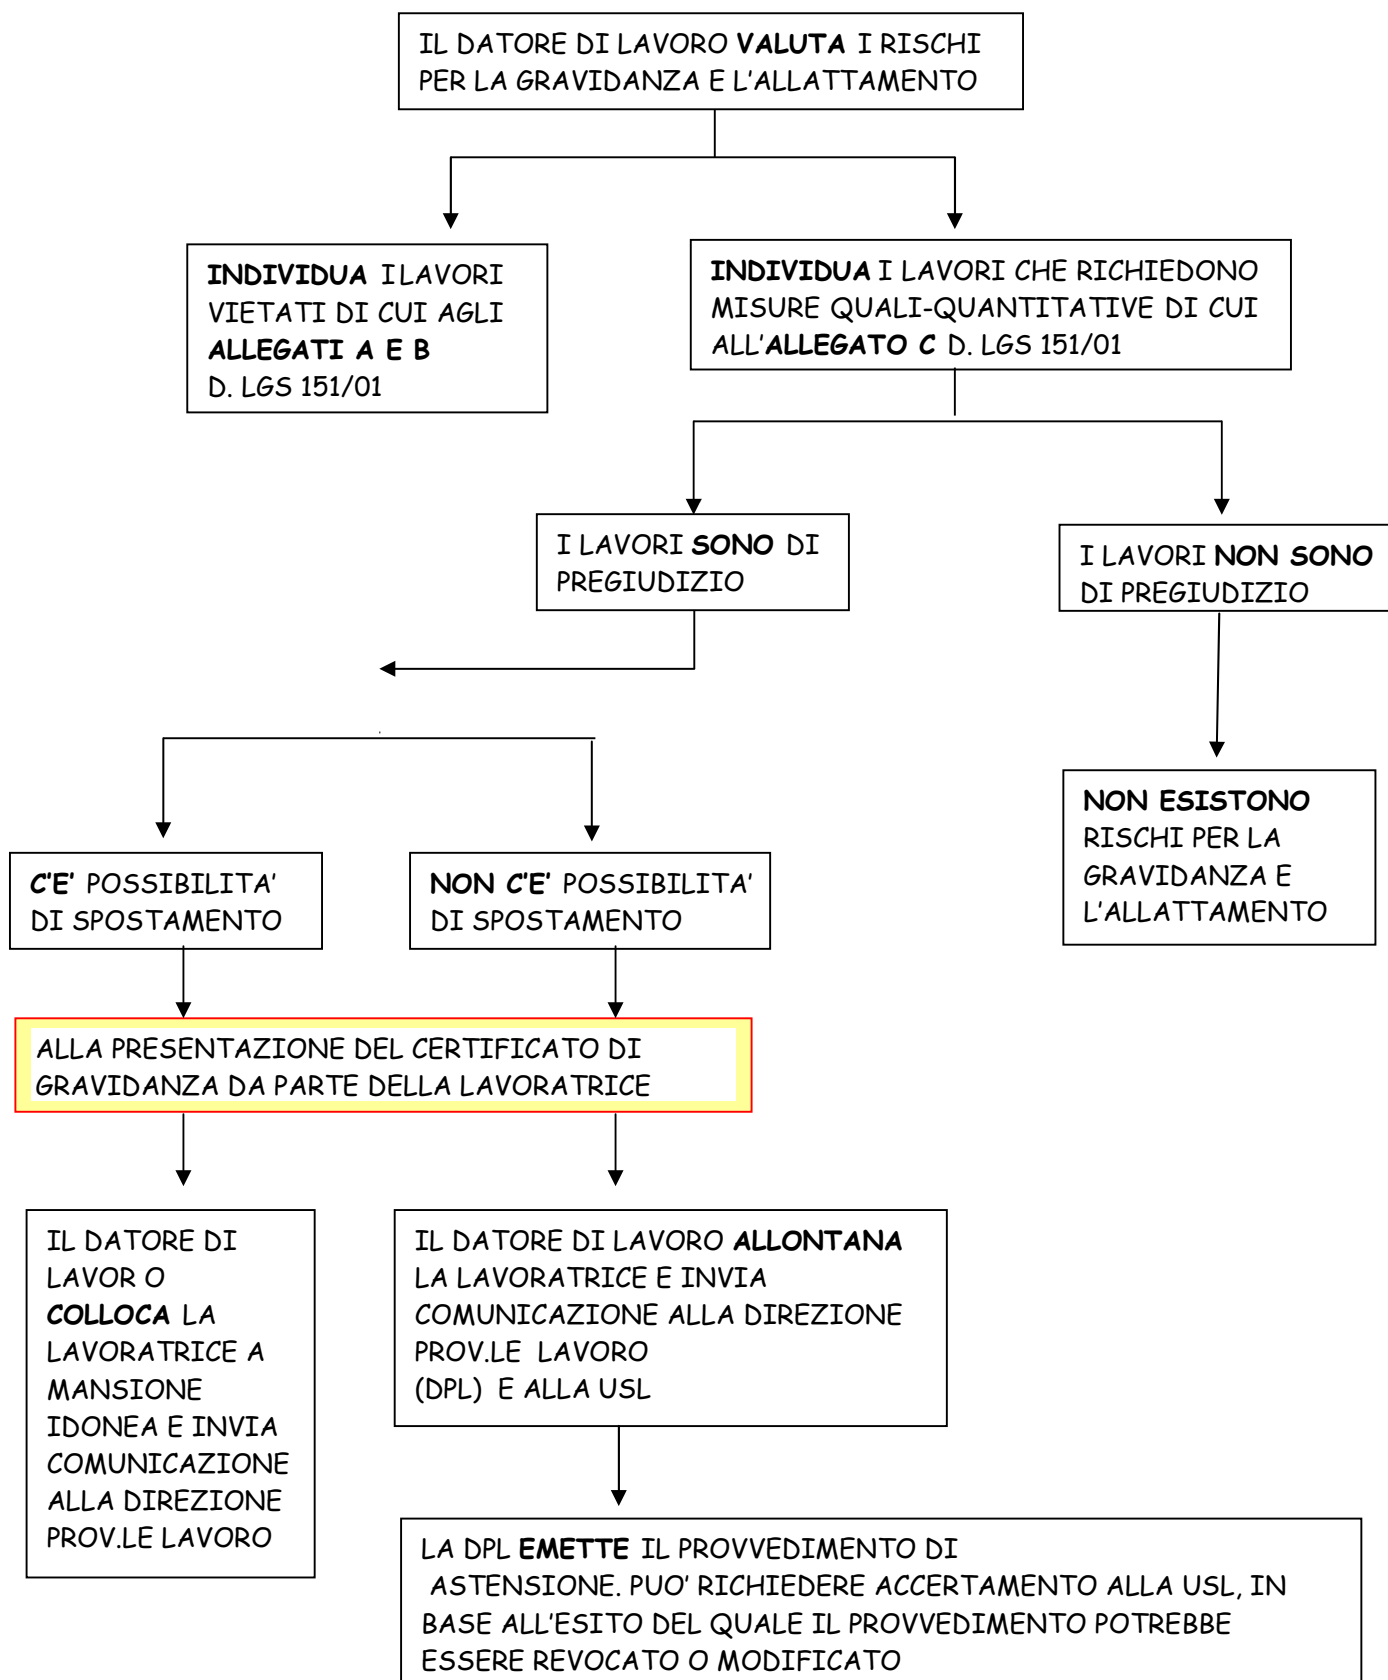 IL DATORE DI LAVORO VALUTA I RISCHI
PER LA GRAVIDANZA E L'ALLATTAMENTO
INDIVIDUA I LAVORI
VIETATI DI CUI AGLI
ALLEGATI A E B
D. LGS 151/01
INDIVIDUA I LAVORI CHE RICHIEDONO
MISURE QUALI-QUANTITATIVE DI CUI
ALL'ALLEGATO C D. LGS 151/01
I LAVORI SONO DI
PREGIUDIZIO
I LAVORI NON SONO
DI PREGIUDIZIO
NON ESISTONO
RISCHI PER LA
GRAVIDANZA E
L'ALLATTAMENTO
C'E' POSSIBILITA'
DI SPOSTAMENTO
NON C'E' POSSIBILITA'
DI SPOSTAMENTO
ALLA PRESENTAZIONE DEL CERTIFICATO DI
GRAVIDANZA DA PARTE DELLA LAVORATRICE
IL DATORE DI
LAVOR O
COLLOCA LA
LAVORATRICE A
MANSIONE
IDONEA E INVIA
COMUNICAZIONE
ALLA DIREZIONE
PROV.LE LAVORO
IL DATORE DI LAVORO ALLONTANA
LA LAVORATRICE E INVIA
COMUNICAZIONE ALLA DIREZIONE
PROV.LE LAVORO
(DPL) E ALLA USL
LA DPL EMETTE IL PROVVEDIMENTO DI
ASTENSIONE. PUO' RICHIEDERE ACCERTAMENTO ALLA USL, IN
BASE ALL'ESITO DEL QUALE IL PROVVEDIMENTO POTREBBE
ESSERE REVOCATO O MODIFICATO